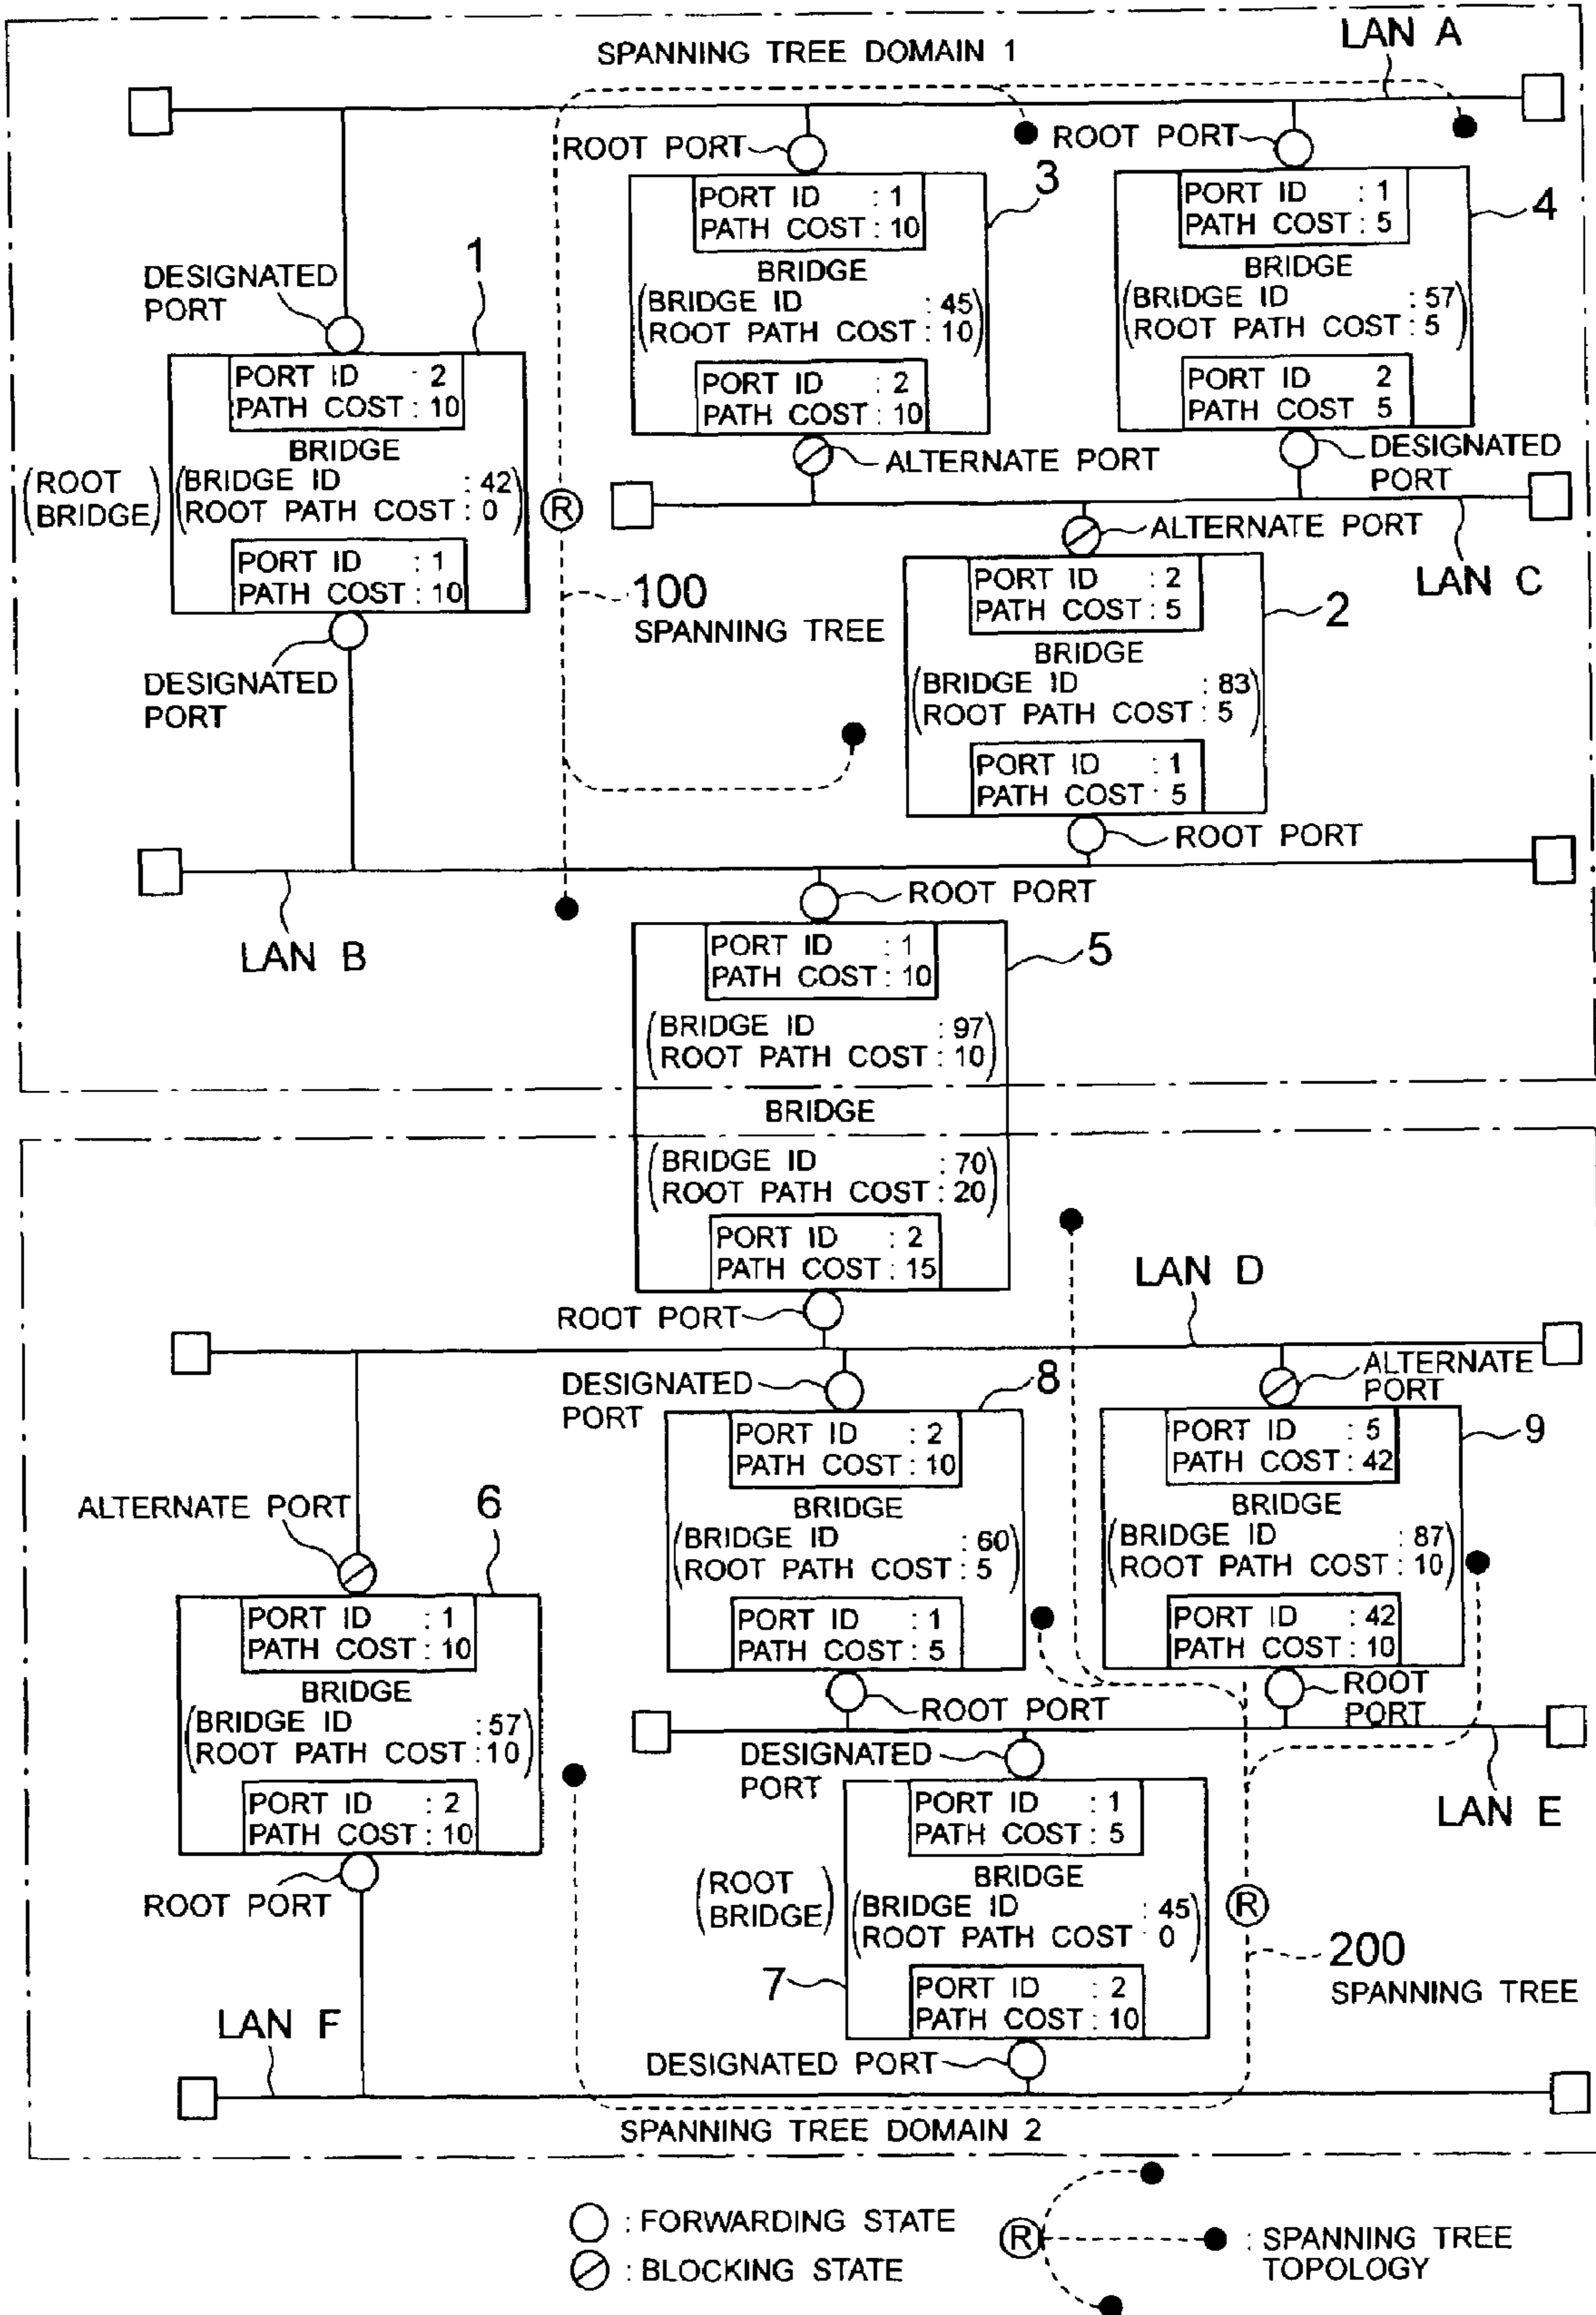 SPANNING TREE DOMAIN 1
LAN A
ROOT PORT
ROOT PORT
PORT ID : 1
PATH COST : 10
BRIDGE
(BRIDGE ID : 45)
(ROOT PATH COST : 10)
PORT ID : 2
PATH COST : 10
3
PORT ID : 1
PATH COST : 5
BRIDGE
(BRIDGE ID : 57)
(ROOT PATH COST : 5)
PORT ID 2
PATH COST 5
4
DESIGNATED
PORT
1
PORT ID : 2
PATH COST : 10
BRIDGE
(ROOT
BRIDGE)
(BRIDGE ID : 42)
(ROOT PATH COST : 0)
PORT ID : 1
PATH COST : 10
DESIGNATED
PORT
R
ALTERNATE PORT
DESIGNATED
PORT
ALTERNATE PORT
LAN C
100
SPANNING TREE
PORT ID : 2
PATH COST : 5
BRIDGE
(BRIDGE ID : 83)
(ROOT PATH COST : 5)
PORT ID : 1
PATH COST : 5
2
ROOT PORT
ROOT PORT
LAN B
PORT ID : 1
PATH COST : 10
5
(BRIDGE ID : 97)
(ROOT PATH COST : 10)
BRIDGE
(BRIDGE ID : 70)
(ROOT PATH COST : 20)
PORT ID : 2
PATH COST : 15
ROOT PORT
LAN D
DESIGNATED
PORT
8
ALTERNATE
PORT
PORT ID : 2
PATH COST : 10
BRIDGE
(BRIDGE ID : 60)
(ROOT PATH COST : 5)
PORT ID : 1
PATH COST : 5
PORT ID : 5
PATH COST : 42
BRIDGE
(BRIDGE ID : 87)
(ROOT PATH COST : 10)
PORT ID : 42
PATH COST : 10
9
ALTERNATE PORT
6
PORT ID : 1
PATH COST : 10
BRIDGE
(BRIDGE ID : 57)
(ROOT PATH COST : 10)
PORT ID : 2
PATH COST : 10
ROOT PORT
ROOT PORT
ROOT
PORT
DESIGNATED
PORT
LAN E
PORT ID : 1
PATH COST : 5
BRIDGE
(ROOT
BRIDGE)
(BRIDGE ID : 45)
(ROOT PATH COST : 0)
PORT ID : 2
PATH COST : 10
7
R
200
SPANNING TREE
LAN F
DESIGNATED PORT
SPANNING TREE DOMAIN 2
: FORWARDING STATE
: BLOCKING STATE
R
: SPANNING TREE
TOPOLOGY